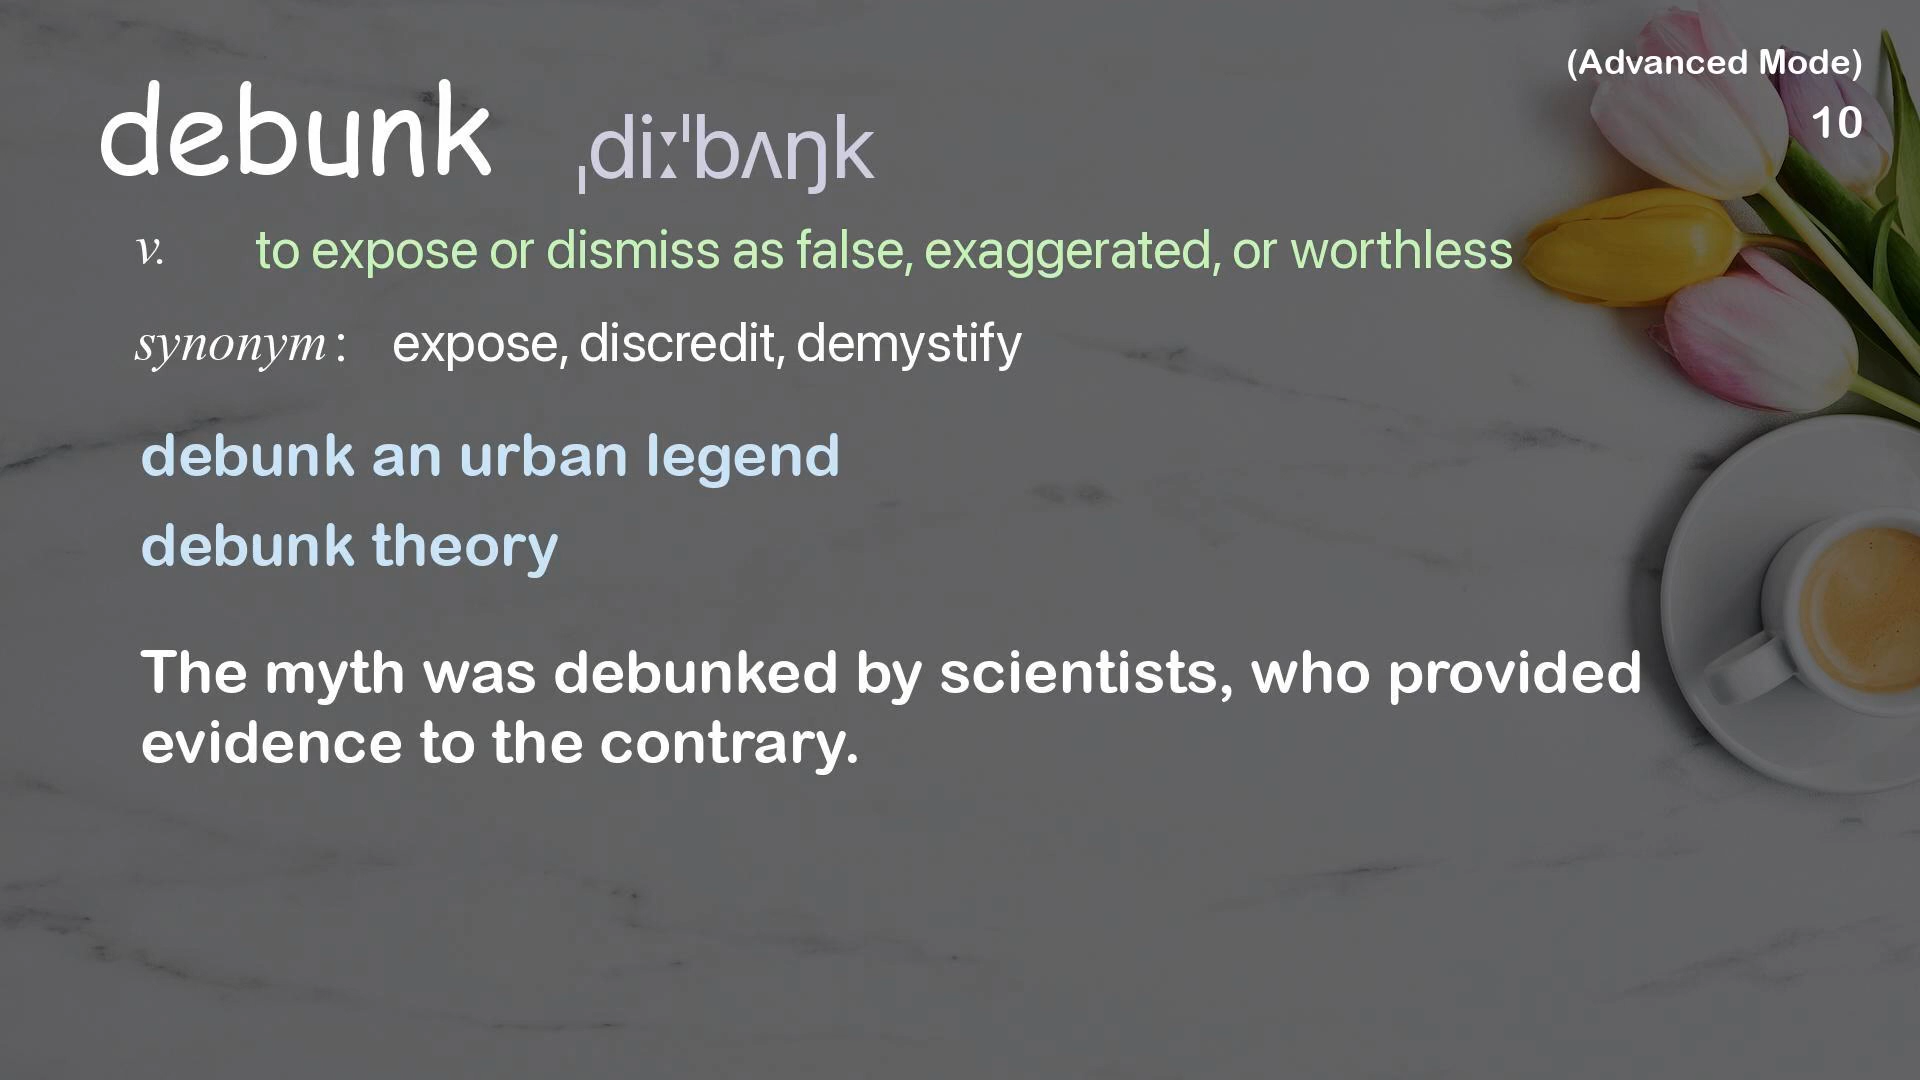 (Advanced Mode)
10
debunk ˌdiːˈbʌŋk
v. to expose or dismiss as false, exaggerated, or worthless
synonym: expose, discredit, demystify
debunk an urban legend
debunk theory
The myth was debunked by scientists, who provided
evidence to the contrary.